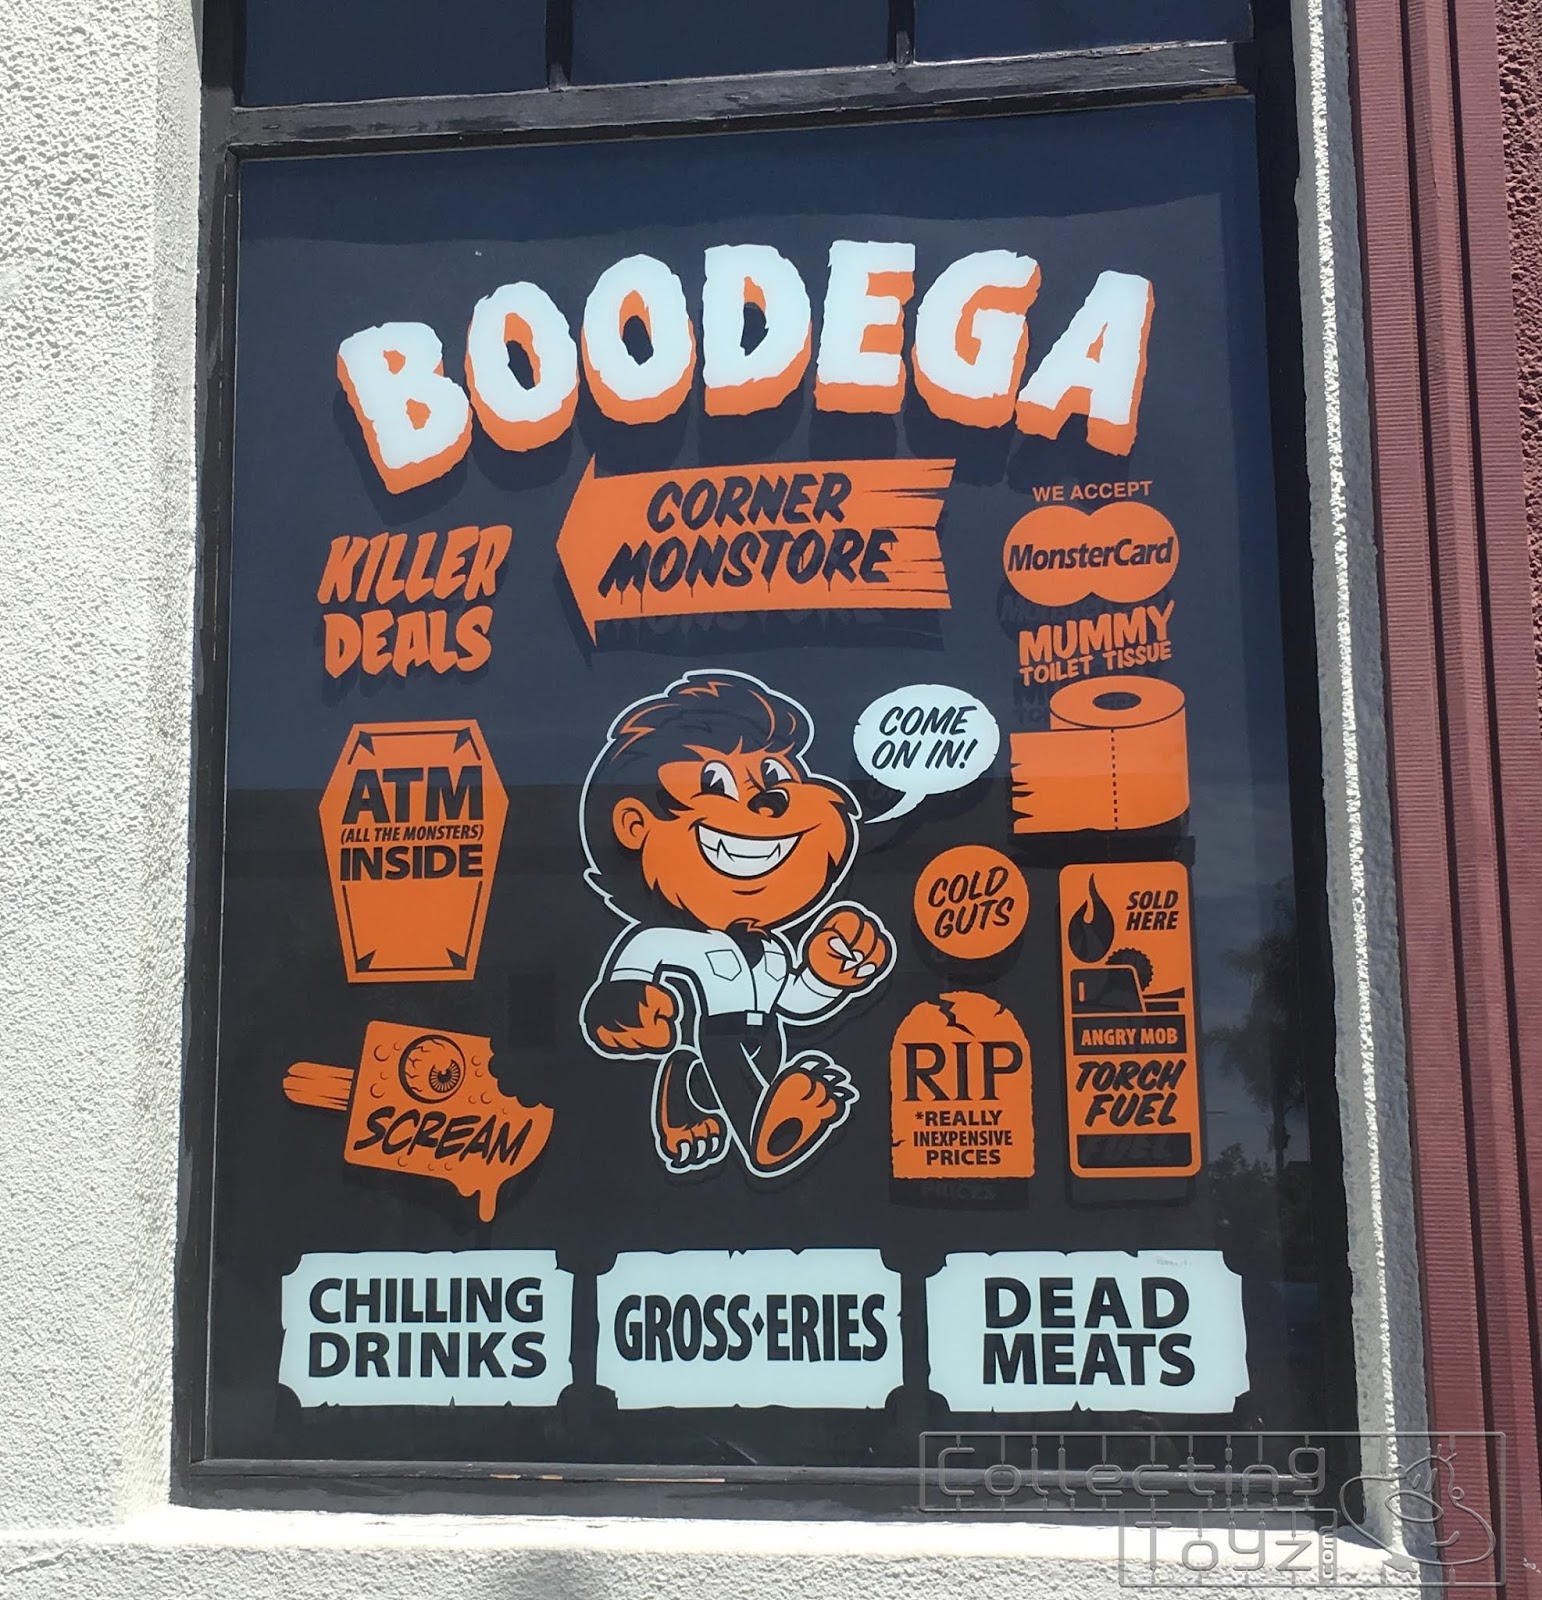 BOODEGA
CORNER
MONSTORE
KILLER
DEALS
WE ACCEPT
MonsterCard
MUMMY
TOILET TISSUE
COME
ON IN!
ATM
(ALL THE MONSTERS)
INSIDE
COLD
GUTS
SOLD
HERE
ANGRY MOB
TORCH
FUEL
RIP
*REALLY
INEXPENSIVE
PRICES
SCREAM
CHILLING
DRINKS
GROSS♦ERIES
DEAD
MEATS
Collecting
Toyz.com